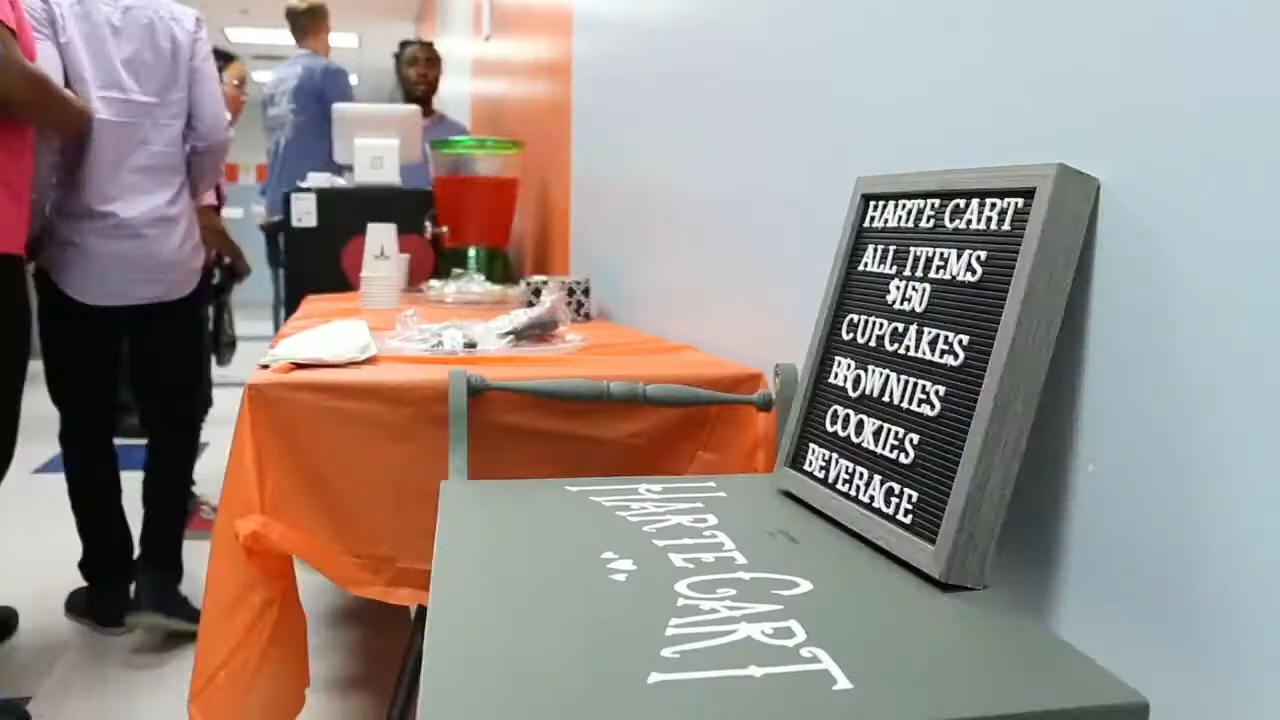 HARTE CART
ALL ITEMS
$150
CUPCAKES
BROWNIES
COOKIES
BEVERAGE
HARTE CART